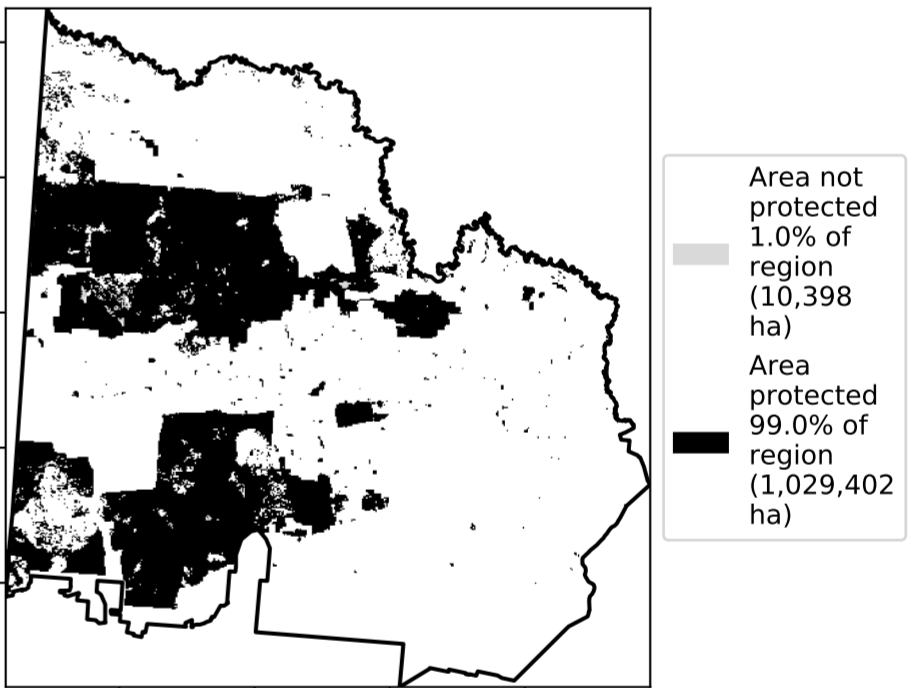 Area not
protected
1.0% of
region
(10,398
ha)
Area
protected
99.0% of
region
(1,029,402
ha)